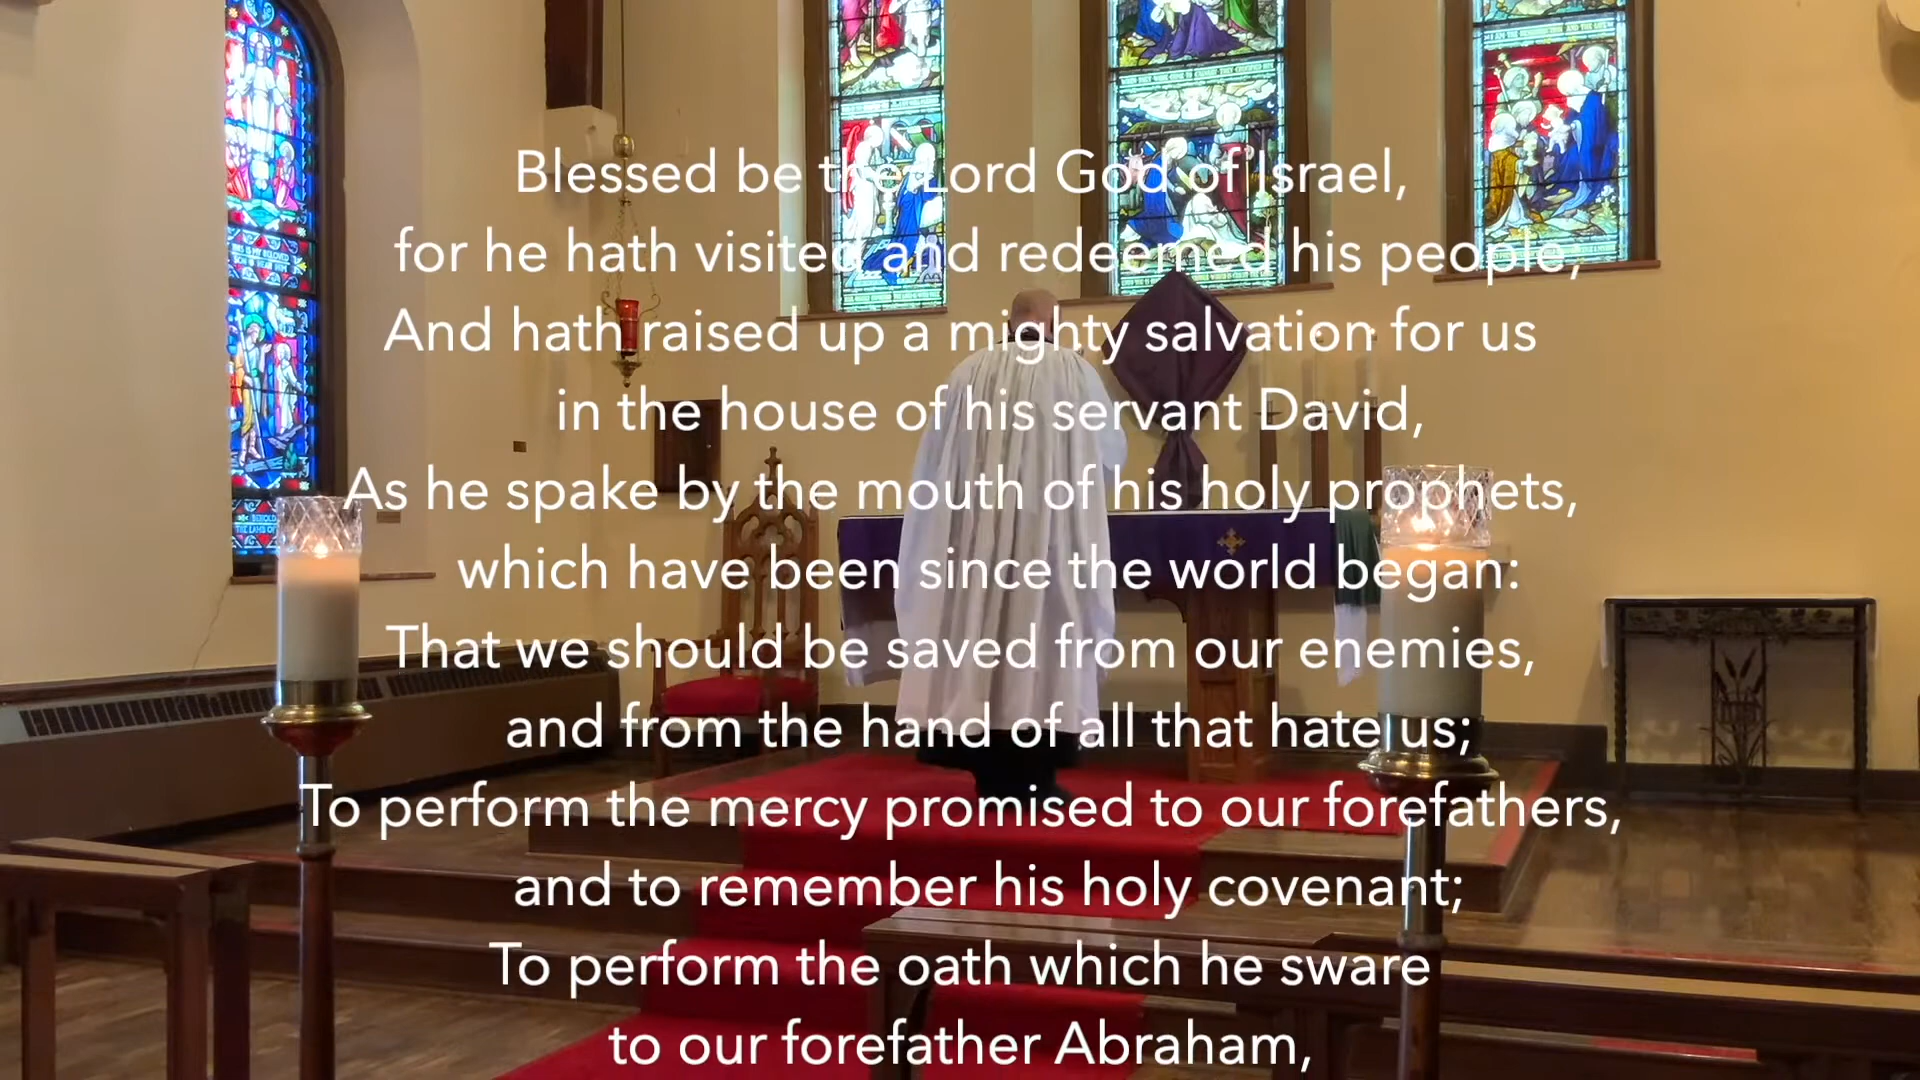 Blessed be the Lord God of Israel,
for he hath visited and redeemed his people,
And hath raised up a mighty salvation for us
in the house of his servant David,
As he spake by the mouth of his holy prophets,
which have been since the world began:
That we should be saved from our enemies,
and from the hand of all that hate us;
To perform the mercy promised to our forefathers,
and to remember his holy covenant;
To perform the oath which he sware
to our forefather Abraham,
BEHOLD
THE LAMB OF